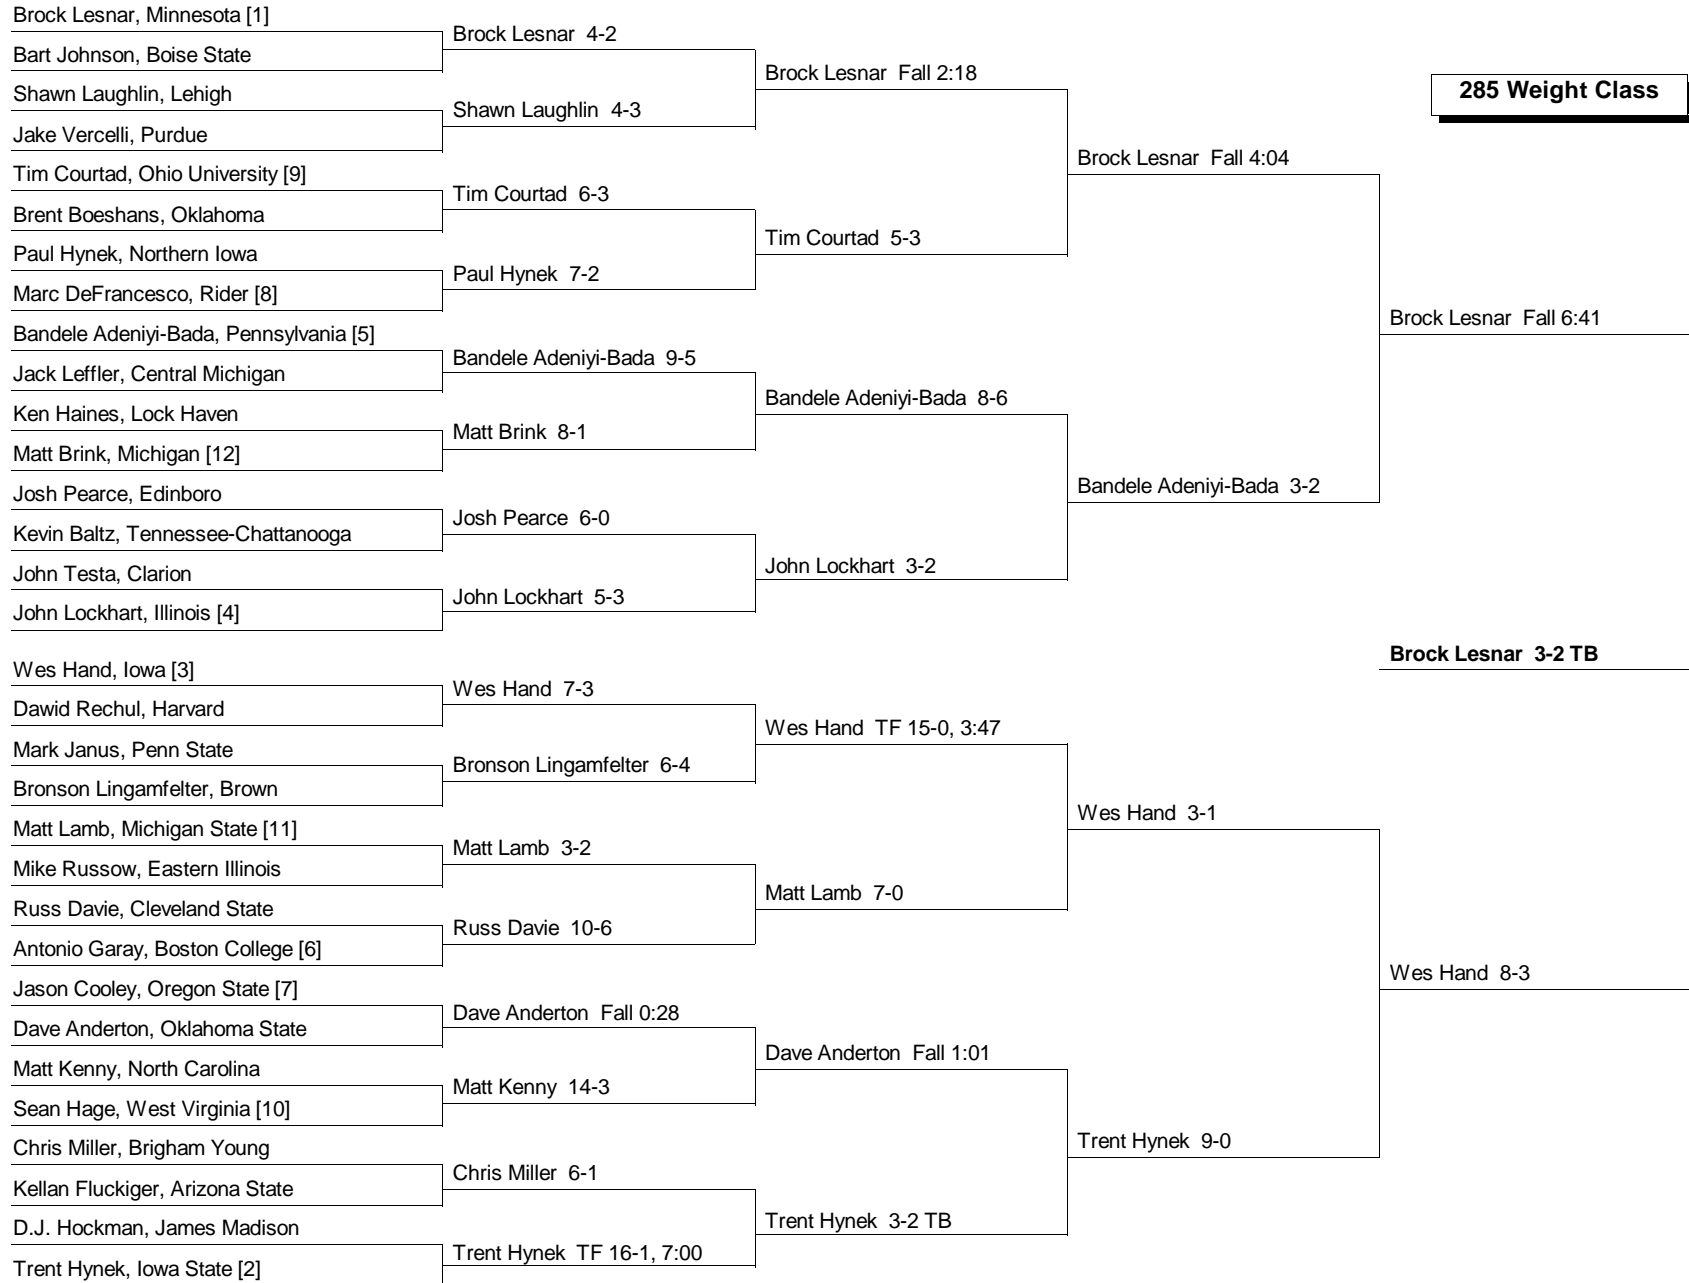 Brock Lesnar, Minnesota [1]
Bart Johnson, Boise State
Shawn Laughlin, Lehigh
Jake Vercelli, Purdue
Tim Courtad, Ohio University [9]
Brent Boeshans, Oklahoma
Paul Hynek, Northern Iowa
Marc DeFrancesco, Rider [8]
Bandele Adeniyi-Bada, Pennsylvania [5]
Jack Leffler, Central Michigan
Ken Haines, Lock Haven
Matt Brink, Michigan [12]
Josh Pearce, Edinboro
Kevin Baltz, Tennessee-Chattanooga
John Testa, Clarion
John Lockhart, Illinois [4]
Wes Hand, Iowa [3]
Dawid Rechul, Harvard
Mark Janus, Penn State
Bronson Lingamfelter, Brown
Matt Lamb, Michigan State [11]
Mike Russow, Eastern Illinois
Russ Davie, Cleveland State
Antonio Garay, Boston College [6]
Jason Cooley, Oregon State [7]
Dave Anderton, Oklahoma State
Matt Kenny, North Carolina
Sean Hage, West Virginia [10]
Chris Miller, Brigham Young
Kellan Fluckiger, Arizona State
D.J. Hockman, James Madison
Trent Hynek, Iowa State [2]
Brock Lesnar 4-2
Shawn Laughlin 4-3
Tim Courtad 6-3
Paul Hynek 7-2
Bandele Adeniyi-Bada 9-5
Matt Brink 8-1
Josh Pearce 6-0
John Lockhart 5-3
Wes Hand 7-3
Bronson Lingamfelter 6-4
Matt Lamb 3-2
Russ Davie 10-6
Dave Anderton Fall 0:28
Matt Kenny 14-3
Chris Miller 6-1
Trent Hynek TF 16-1, 7:00
Brock Lesnar Fall 2:18
Tim Courtad 5-3
Bandele Adeniyi-Bada 8-6
John Lockhart 3-2
Wes Hand TF 15-0, 3:47
Matt Lamb 7-0
Dave Anderton Fall 1:01
Trent Hynek 3-2 TB
Brock Lesnar Fall 4:04
Bandele Adeniyi-Bada 3-2
Wes Hand 3-1
Trent Hynek 9-0
285 Weight Class
Brock Lesnar Fall 6:41
Brock Lesnar 3-2 TB
Wes Hand 8-3